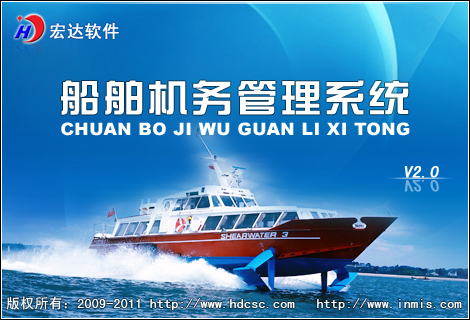 宏达软件
船舶机务管理系统
CHUAN BO JI WU GUAN LI XI TONG
V2.0
SHEARWATER 3
版权所有：2009-2011 http://www.hdcsc.com http://www.inmis.com